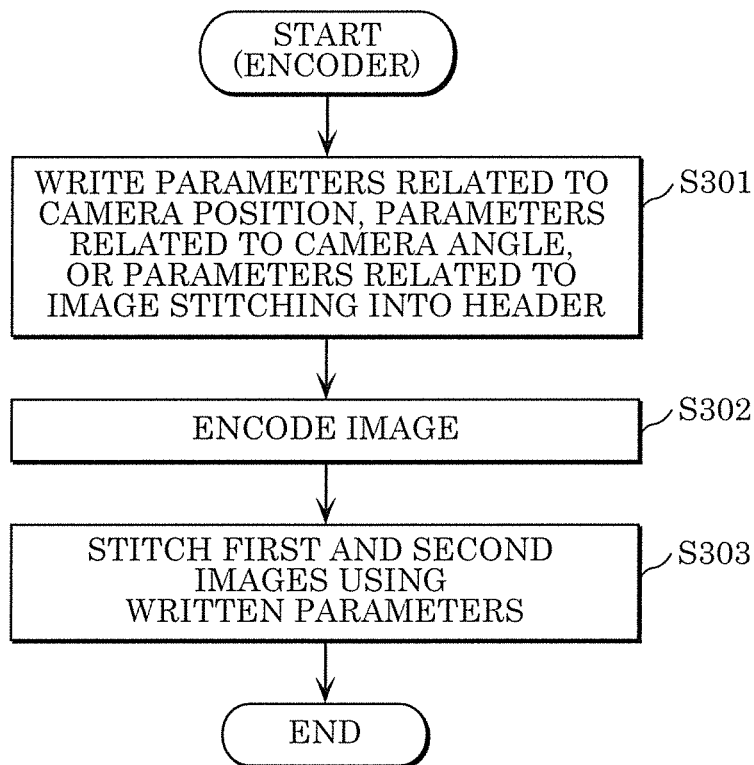 START
(ENCODER)
WRITE PARAMETERS RELATED TO
CAMERA POSITION, PARAMETERS
RELATED TO CAMERA ANGLE,
OR PARAMETERS RELATED TO
IMAGE STITCHING INTO HEADER
S301
ENCODE IMAGE
S302
STITCH FIRST AND SECOND
IMAGES USING
WRITTEN PARAMETERS
S303
END